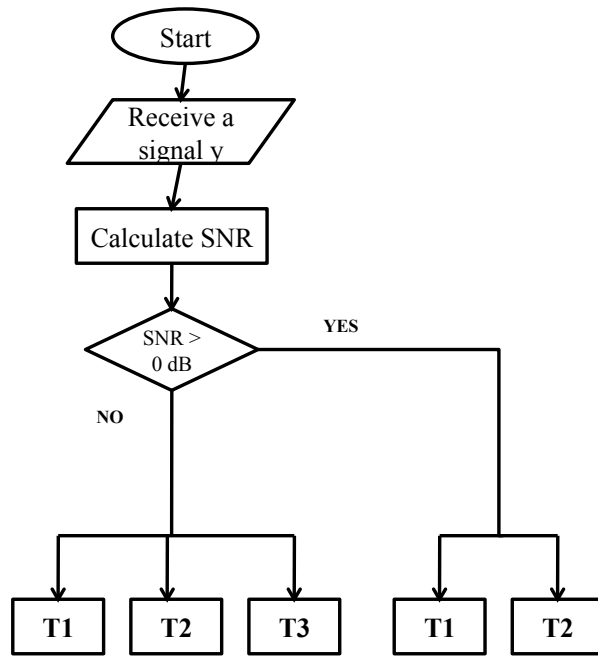 Start
Receive a
signal y
Calculate SNR
SNR >
0 dB
YES
NO
T1 T2 T3 T1 T2